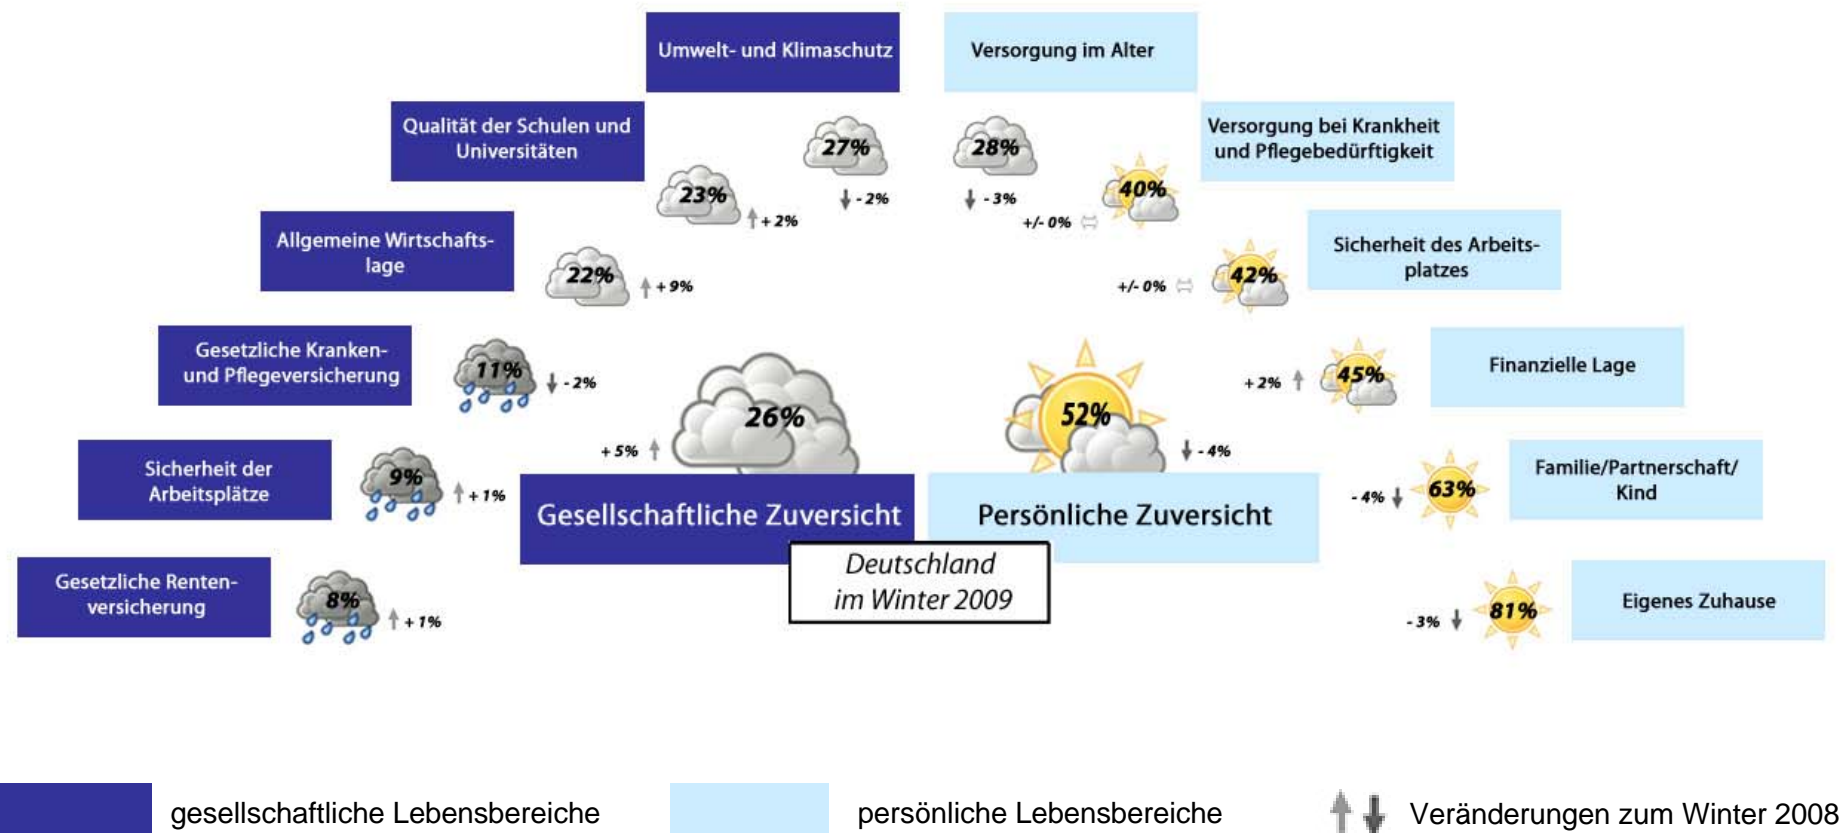 Umwelt- und Klimaschutz
27%
- 2%
Qualität der Schulen und
Universitäten
23%
+ 2%
Allgemeine Wirtschafts-
lage
22%
+ 9%
Gesetzliche Kranken-
und Pflegeversicherung
11%
- 2%
Sicherheit der
Arbeitsplätze
9%
+ 1%
Gesetzliche Renten-
versicherung
8%
+ 1%
26%
+ 5%
Gesellschaftliche Zuversicht
Versorgung im Alter
28%
- 3%
Versorgung bei Krankheit
und Pflegebedürftigkeit
40%
+/- 0%
Sicherheit des Arbeits-
platzes
42%
+/- 0%
Finanzielle Lage
45%
+ 2%
Familie/Partnerschaft/
Kind
63%
- 4%
Eigenes Zuhause
81%
- 3%
52%
- 4%
Persönliche Zuversicht
Deutschland
im Winter 2009
gesellschaftliche Lebensbereiche
persönliche Lebensbereiche
Veränderungen zum Winter 2008